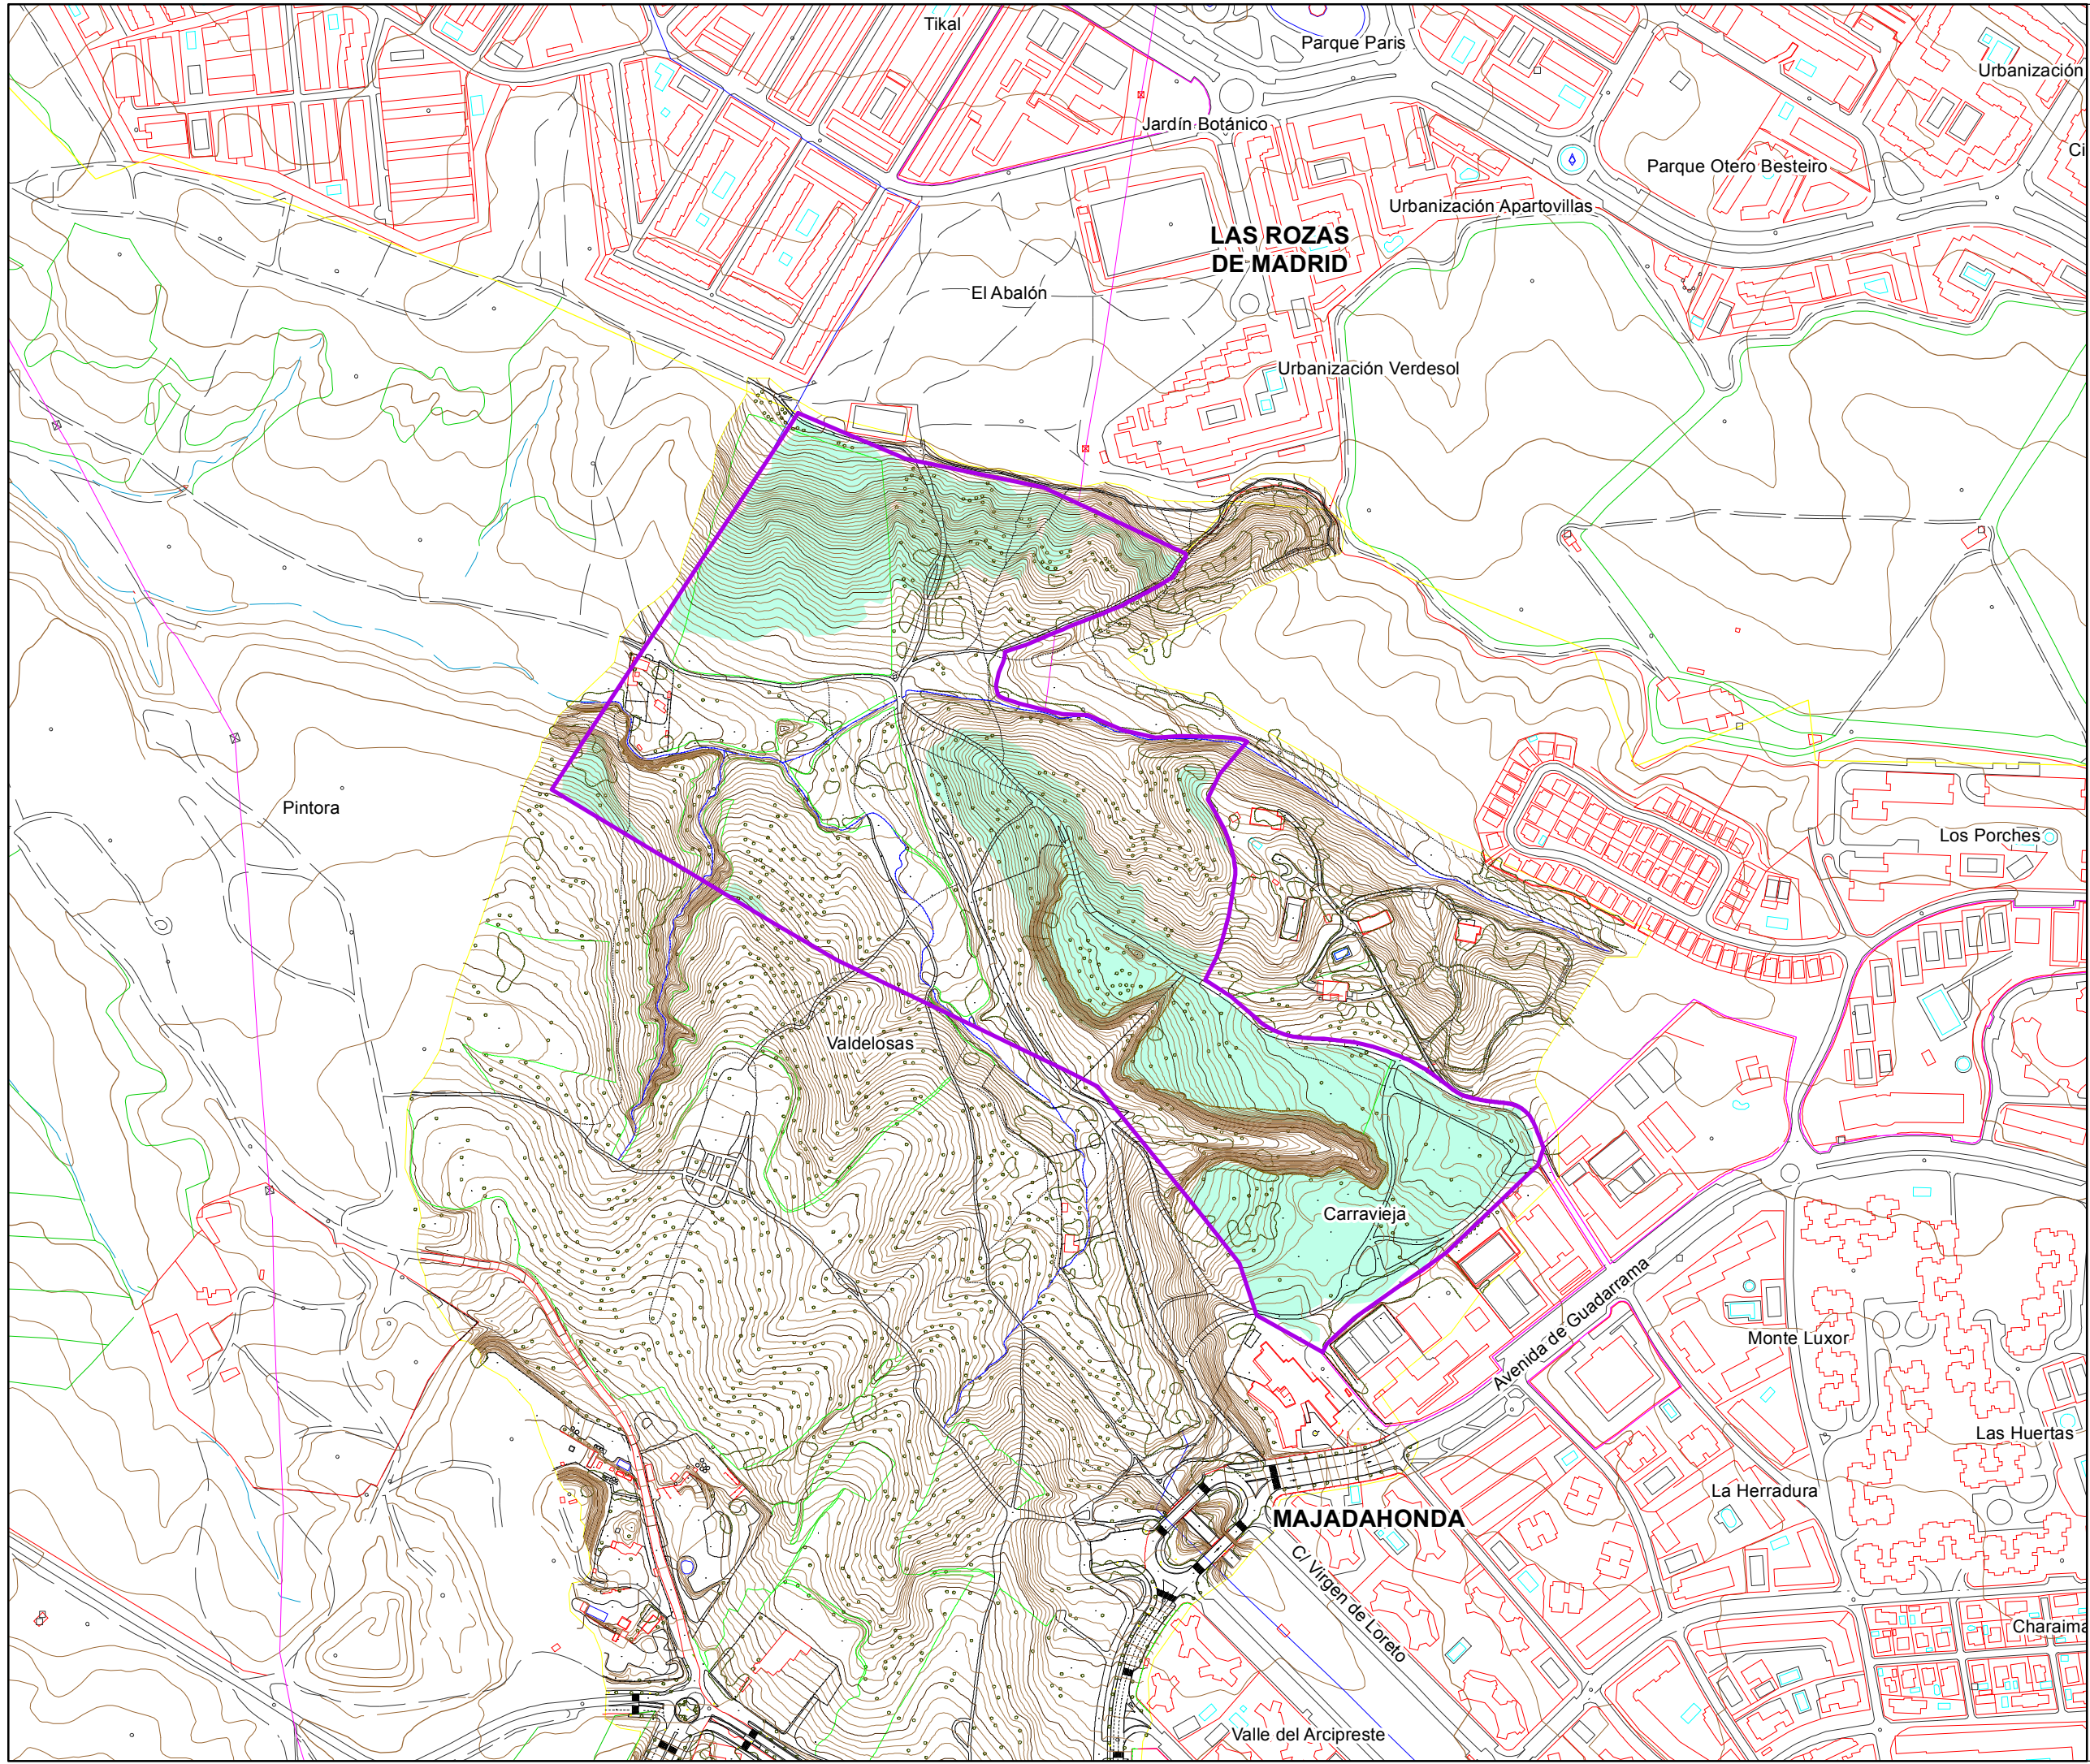 Tikal
Parque Paris
Urbanización
Jardín Botánico
Parque Otero Besteiro
Ci
Urbanización Apartovillas
LAS ROZAS
DE MADRID
El Abalón
Urbanización Verdesol
Pintora
Los Porches
Valdelosas
Carravieja
Avenida de Guadarrama
Monte Luxor
Las Huertas
La Herradura
MAJADAHONDA
C/ Virgen de Loreto
Charaima
Valle del Arcipreste